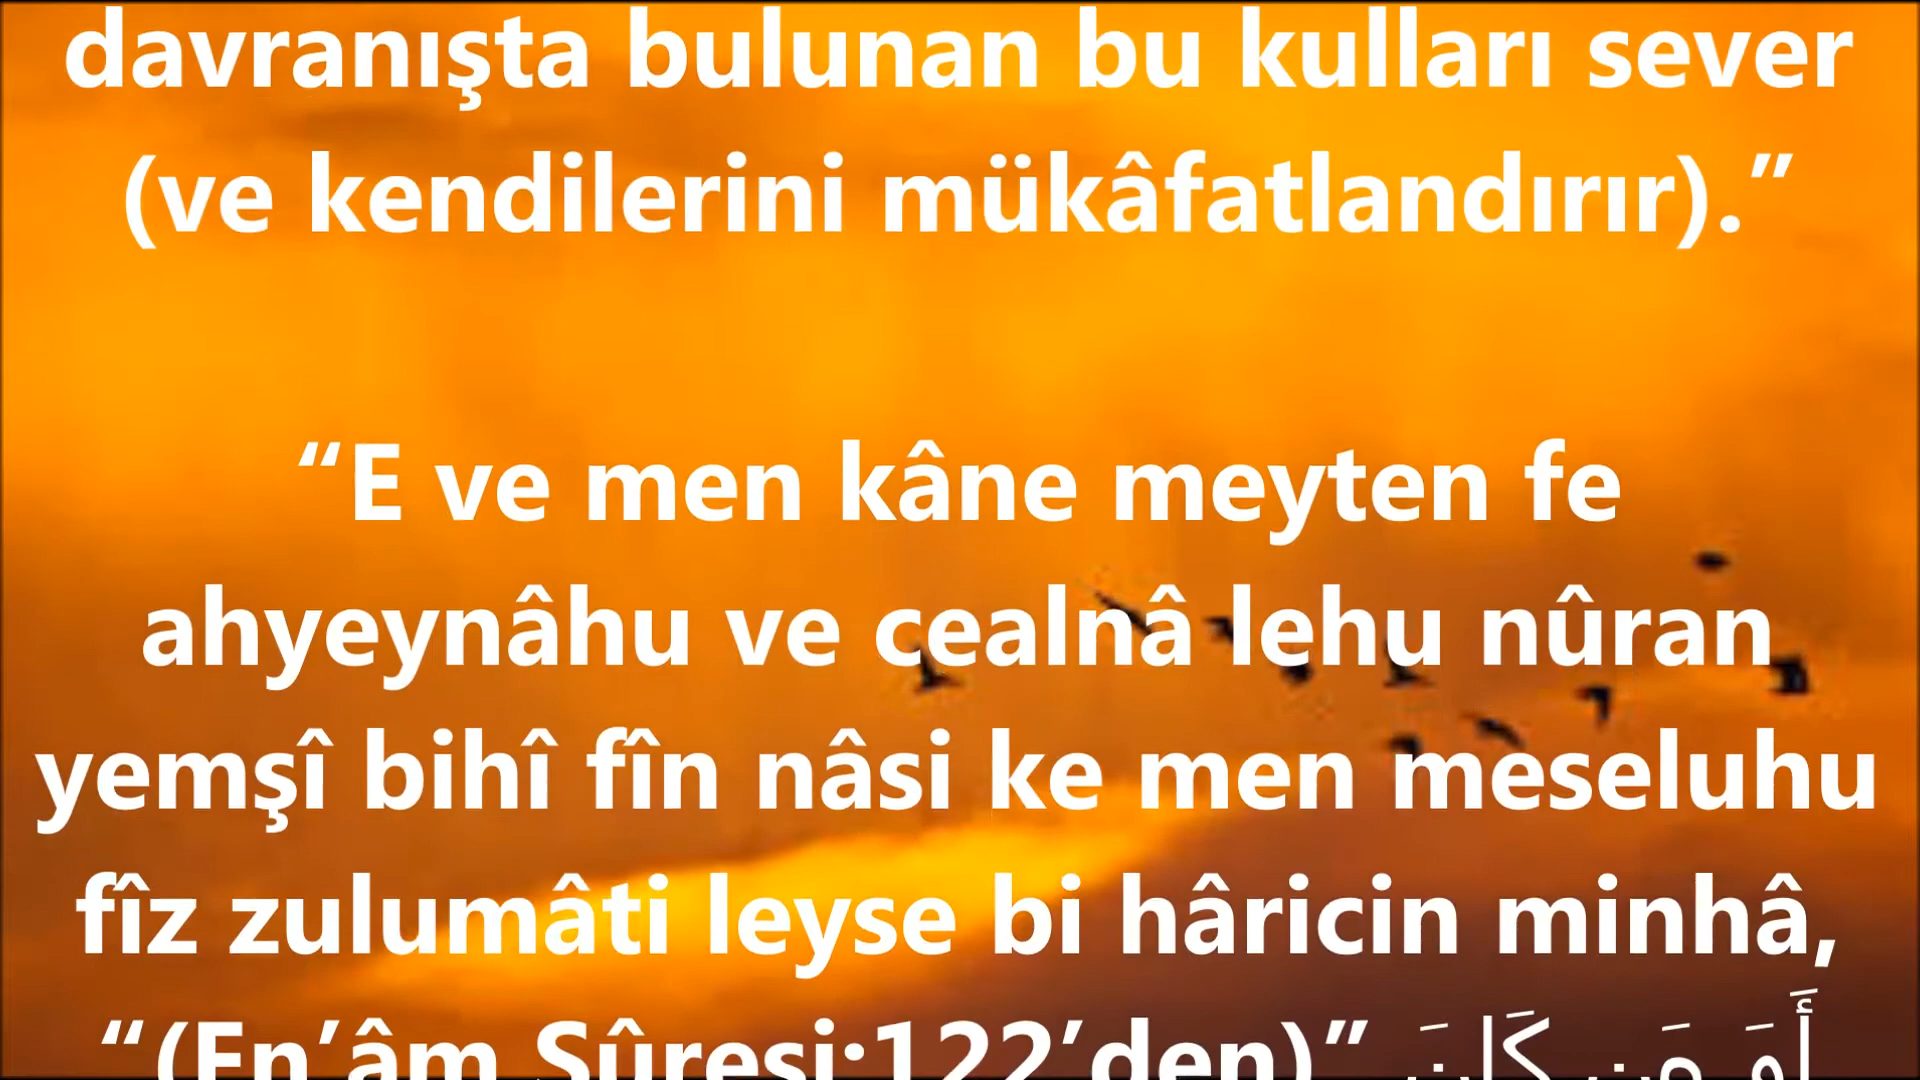 davranışta bulunan bu kulları sever
(ve kendilerini mükâfatlandırır).”
“E ve men kâne meyten fe
ahyeynâhu ve cealnâ lehu nûran
yemşî bihî fîn nâsi ke men meseluhu
fîz zulumâti leyse bi hâricin minhâ,
“(En’âm Sûresi:122’den)” أَوَ مَن كَانَ